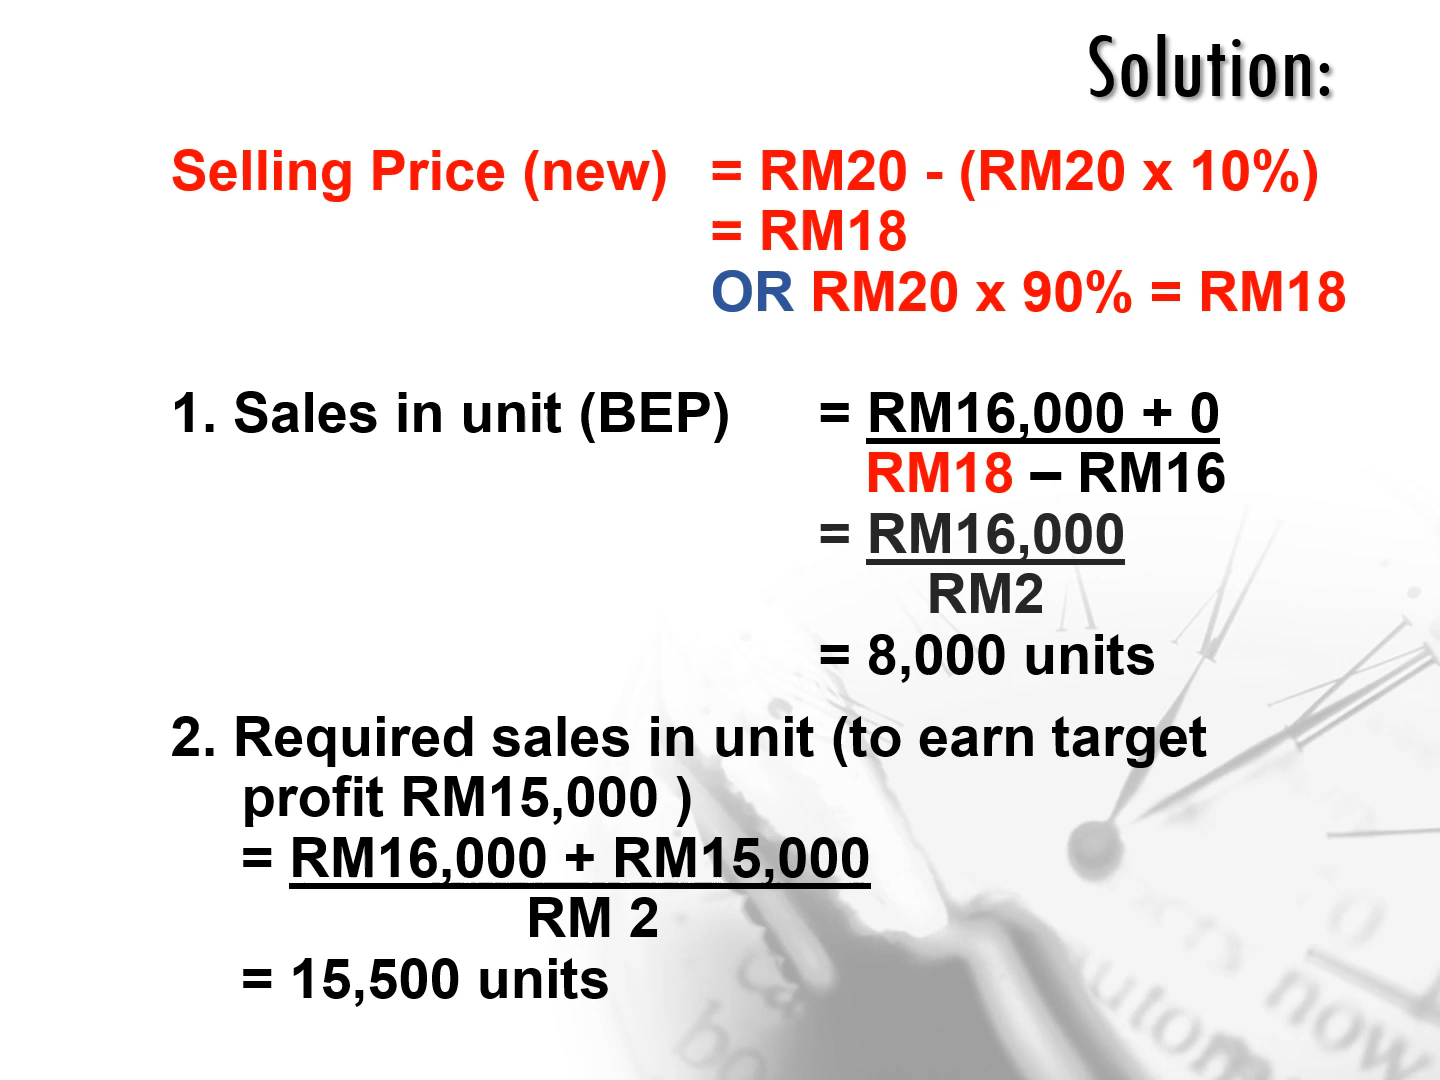 Solution:
Selling Price (new) = RM20 - (RM20 x 10%)
= RM18
OR RM20 x 90% = RM18
1. Sales in unit (BEP) = RM16,000 + 0
RM18 – RM16
= RM16,000
RM2
= 8,000 units
2. Required sales in unit (to earn target
profit RM15,000 )
= RM16,000 + RM15,000
RM 2
= 15,500 units
now